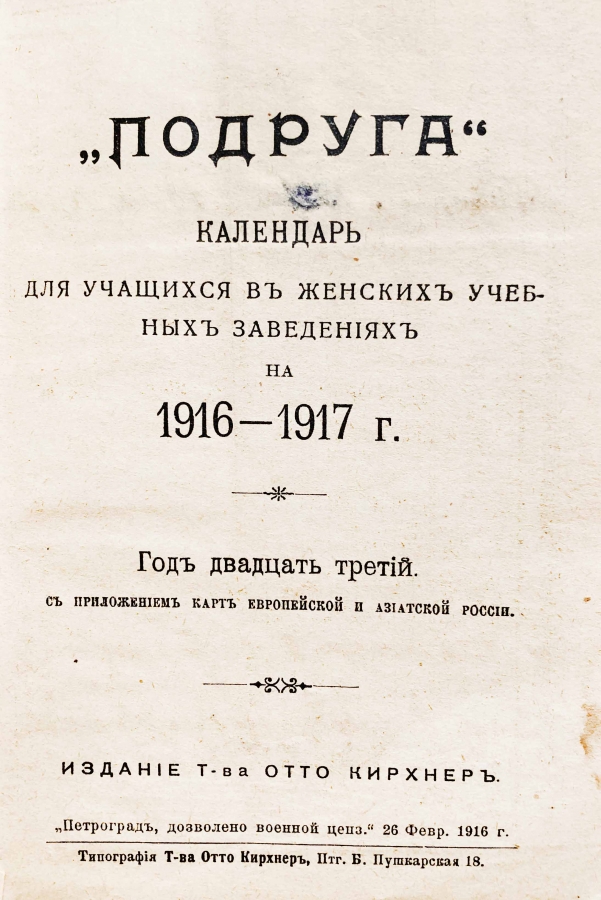 „ПОДРУГА“
КАЛЕНДАРЬ
ДЛЯ УЧАЩИХСЯ ВЪ ЖЕНСКИХЪ УЧЕБ-
НЫХЪ ЗАВЕДЕНІЯХЪ
НА
1916—1917 г.
Годъ двадцать третій.
СЪ ПРИЛОЖЕНІЕМЪ КАРТЪ ЕВРОПЕЙСКОЙ И АЗІАТСКОЙ РОССІИ.
ИЗДАНІЕ Т-ва ОТТО КИРХНЕРЪ.
„Петроградъ, дозволено военной ценз.“ 26 Февр. 1916 г.
Типографія Т-ва Отто Кирхнеръ, Птг. Б. Пушкарская 18.